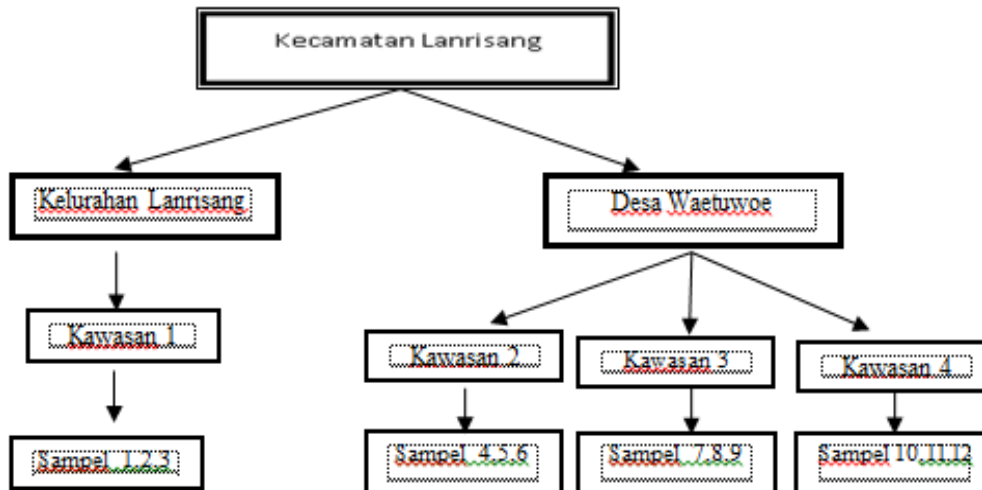 Kecamatan Lanrisang
Kelurahan Lanrisang
Desa Waetuwoe
Kawasan 1
Kawasan 2
Kawasan 3
Kawasan 4
Sampel 1,2,3
Sampel 4,5,6
Sampel 7,8,9
Sampel 10,11,12